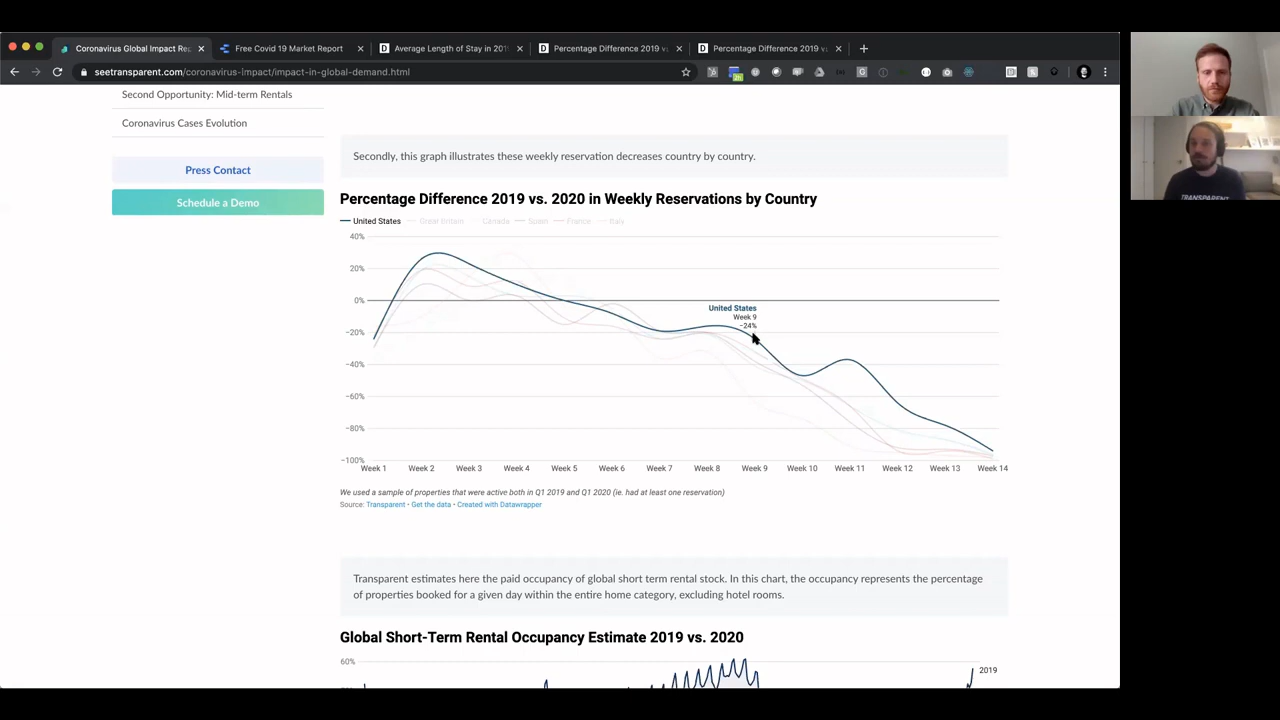 Coronavirus Global Impact Re
Free Covid 19 Market Report
Average Length of Stay in 201
Percentage Difference 2019 v
Percentage Difference 2019 v
seetransparent.com/coronavirus-impact/impact-in-global-demand.html
Second Opportunity: Mid-term Rentals
Coronavirus Cases Evolution
Press Contact
Schedule a Demo
Secondly, this graph illustrates these weekly reservation decreases country by country.
Percentage Difference 2019 vs. 2020 in Weekly Reservations by Country
United States Great Britain Canada Spain France Italy
40%
20%
0%
−20%
−40%
−60%
−80%
−100%
United States
Week 9
−24%
Week 1 Week 2 Week 3 Week 4 Week 5 Week 6 Week 7 Week 8 Week 9 Week 10 Week 11 Week 12 Week 13 Week 14
We used a sample of properties that were active both in Q1 2019 and Q1 2020 (ie. had at least one reservation)
Source: Transparent • Get the data • Created with Datawrapper
Transparent estimates here the paid occupancy of global short term rental stock. In this chart, the occupancy represents the percentage
of properties booked for a given day within the entire home category, excluding hotel rooms.
Global Short-Term Rental Occupancy Estimate 2019 vs. 2020
60%
2019
TRANSPARENT